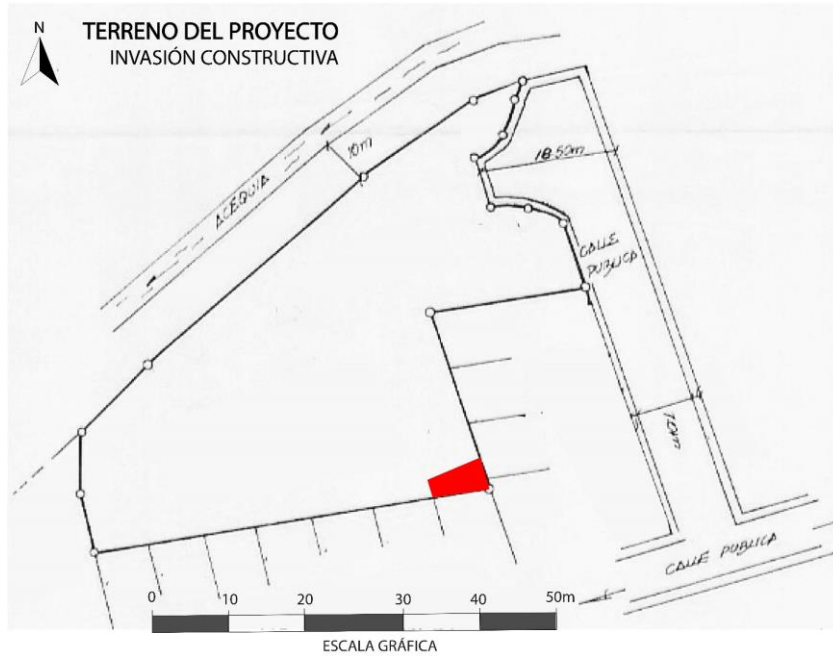 N
TERRENO DEL PROYECTO
INVASIÓN CONSTRUCTIVA
10m
ACEQUIA
18.50m
CALLE
PUBLICA
CALLE PUBLICA
0 10 20 30 40 50m
ESCALA GRÁFICA